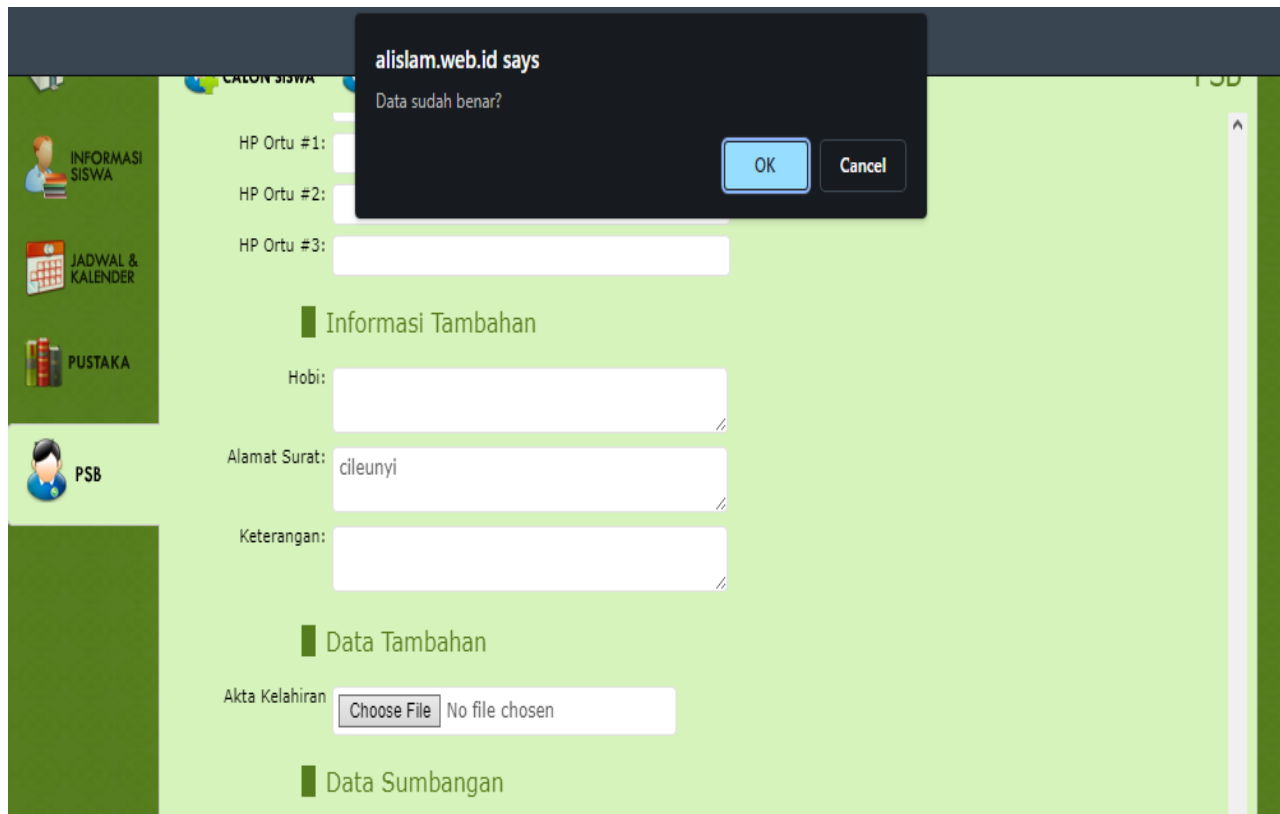 alislam.web.id says
Data sudah benar?
OK
Cancel
CALON SISWA
PSB
INFORMASI
SISWA
JADWAL &
KALENDER
PUSTAKA
PSB
HP Ortu #1:
HP Ortu #2:
HP Ortu #3:
Informasi Tambahan
Hobi:
Alamat Surat:
cileunyi
Keterangan:
Data Tambahan
Akta Kelahiran
Choose File
No file chosen
Data Sumbangan